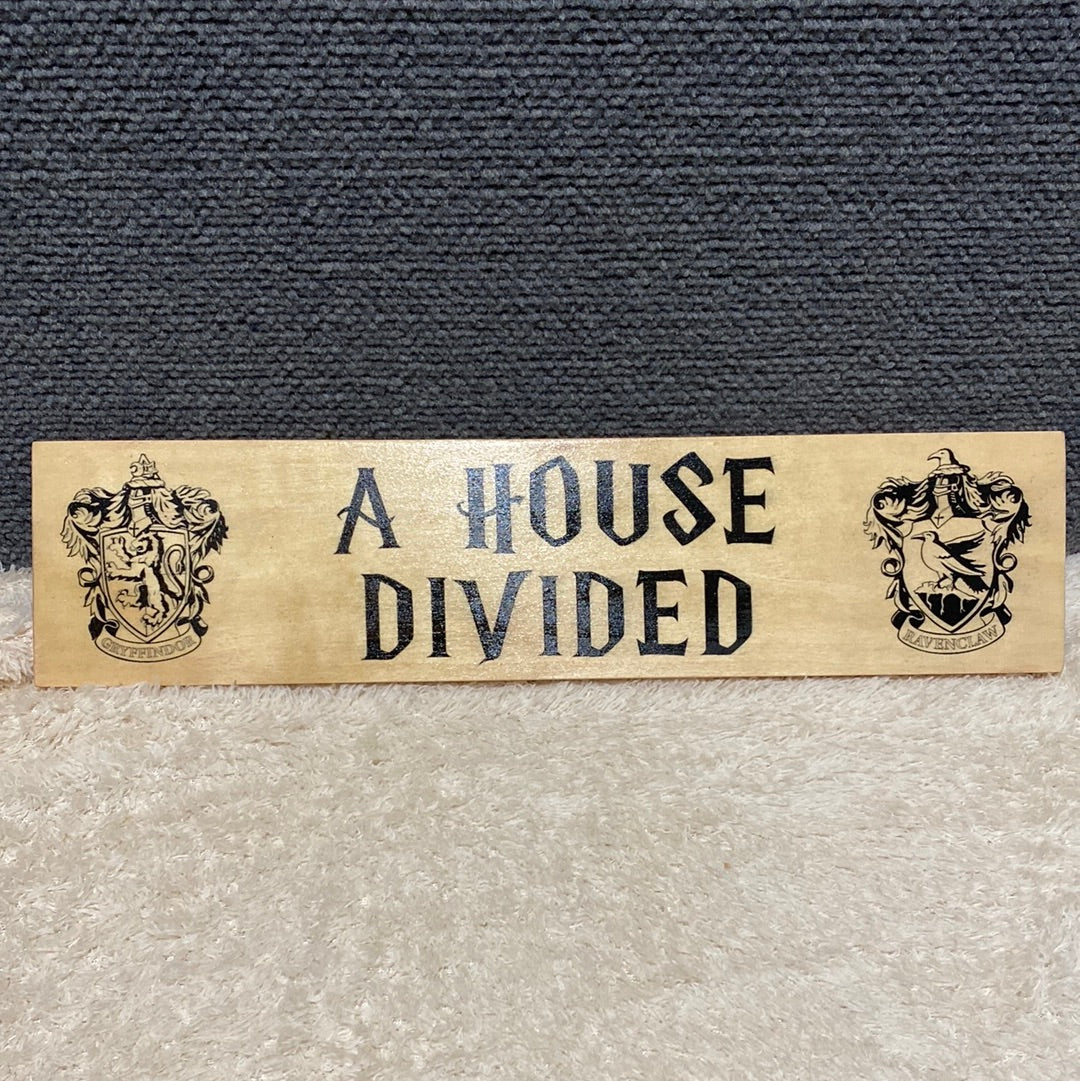 A HOUSE
DIVIDED
GRYFFINDOR
RAVENCLAW